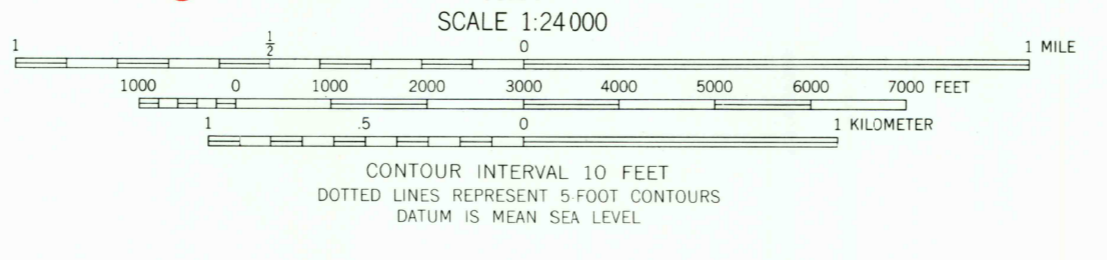 SCALE 1:24000
1 ½ 0 1 MILE
1000 0 1000 2000 3000 4000 5000 6000 7000 FEET
1 .5 0 1 KILOMETER
CONTOUR INTERVAL 10 FEET
DOTTED LINES REPRESENT 5-FOOT CONTOURS
DATUM IS MEAN SEA LEVEL